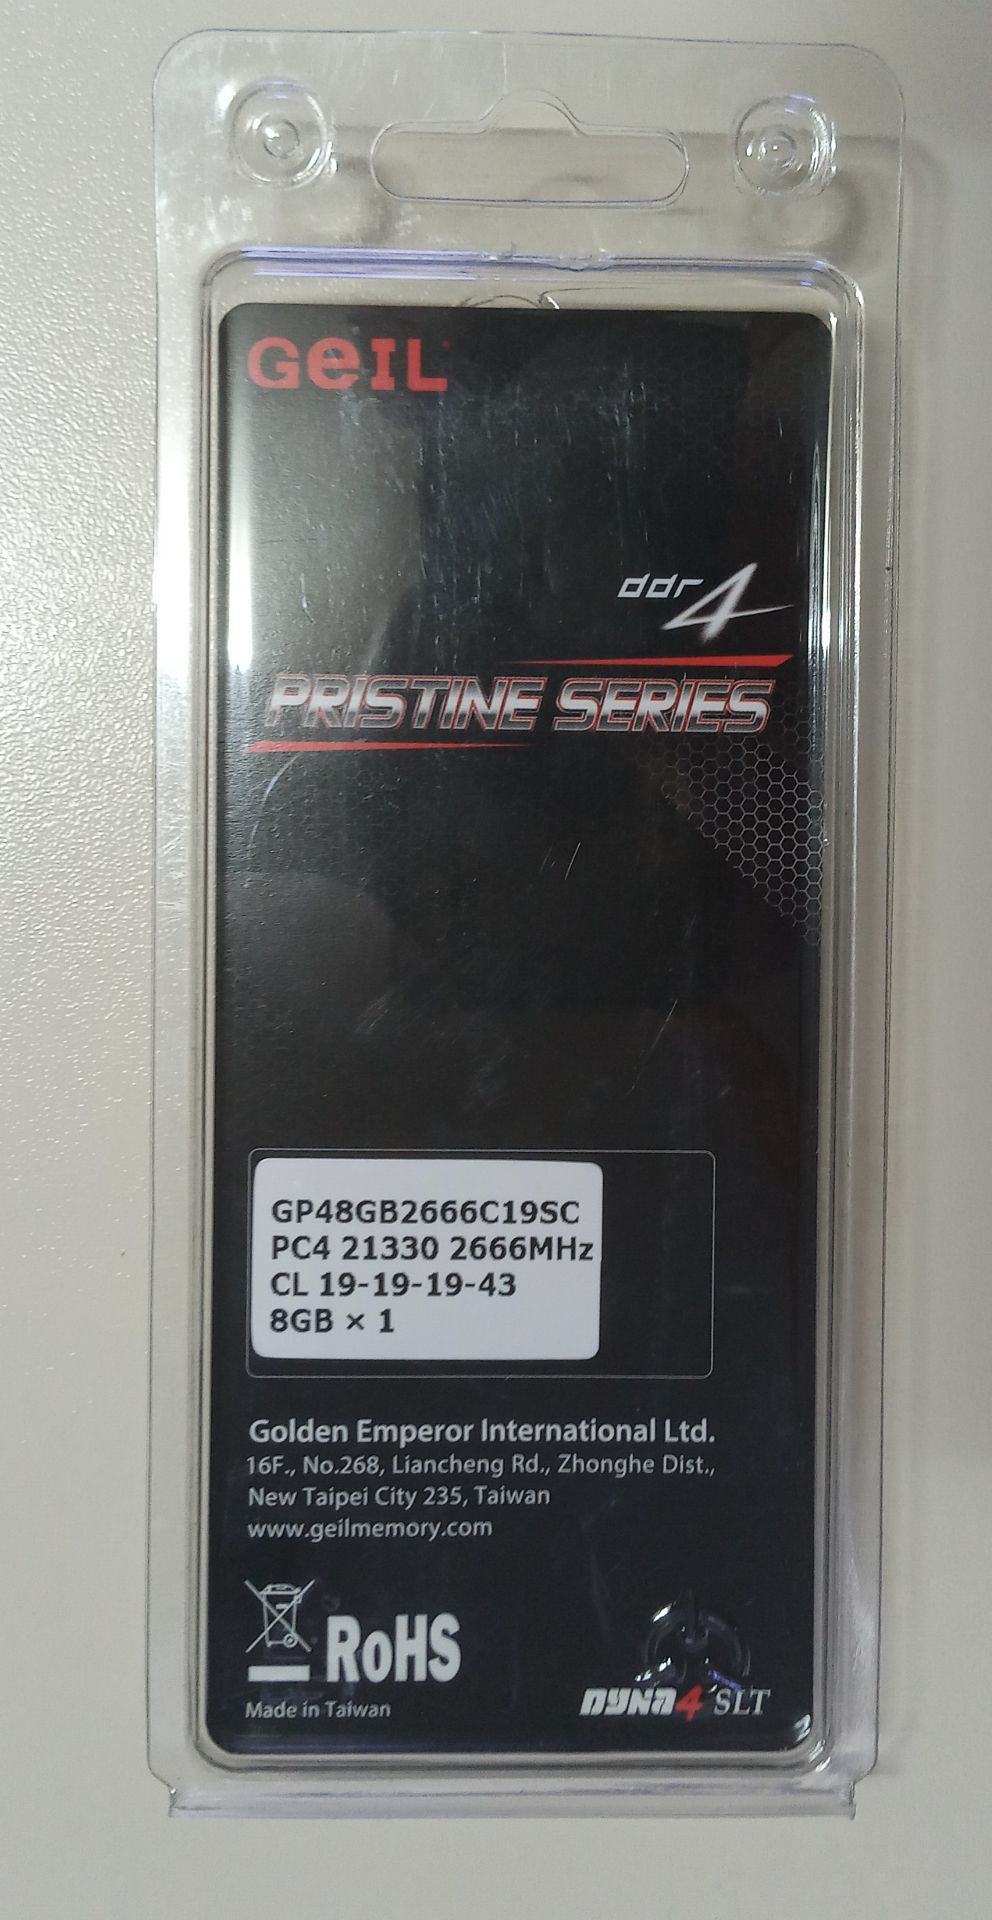 GeIL
ddr4
PRISTINE SERIES
GP48GB2666C19SC
PC4 21330 2666MHz
CL 19-19-19-43
8GB × 1
Golden Emperor International Ltd.
16F., No.268, Liancheng Rd., Zhonghe Dist.,
New Taipei City 235, Taiwan
www.geilmemory.com
RoHS
Made in Taiwan
DYNA4 SLT